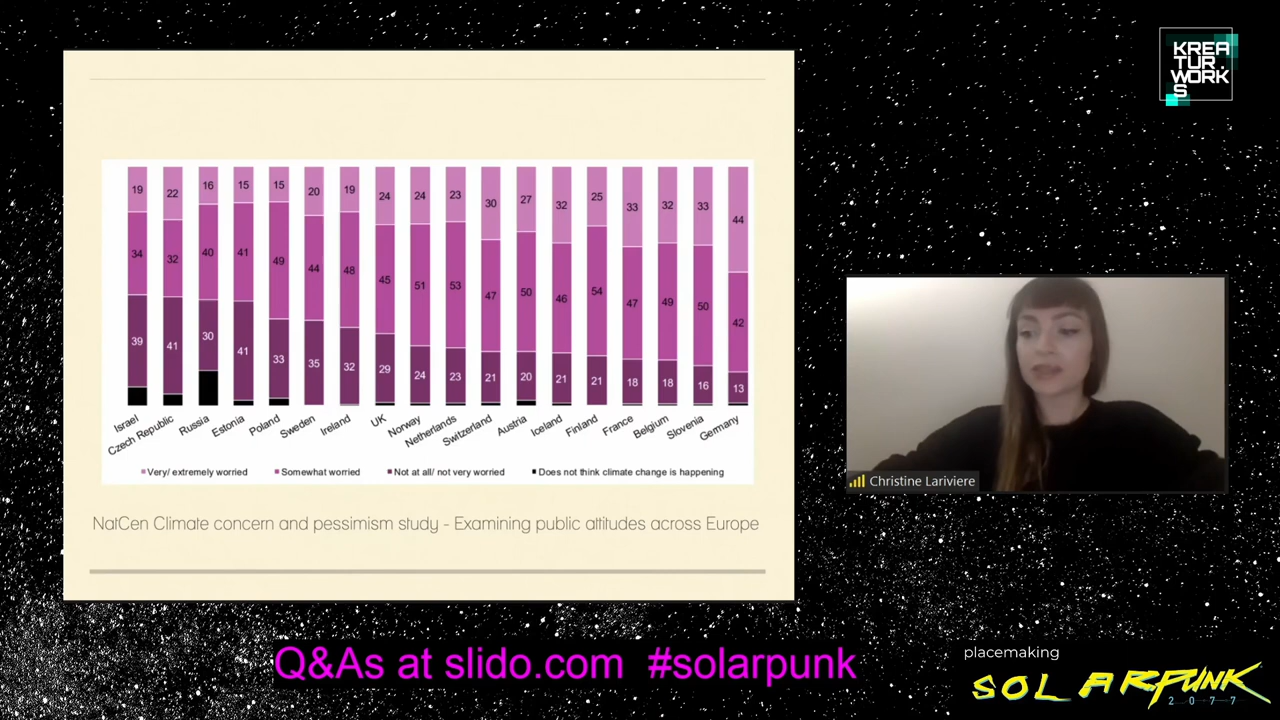 KREA
TUR.
WORK
S
19 22 16 15 15 20 19 24 24 23 30 27 32 25 33 32 33 44
34 32 40 41 49 44 48 45 51 53 47 50 46 54 47 49 50 42
39 41 30 41 33 35 32 29 24 23 21 20 21 21 18 18 16 13
Israel
Czech Republic
Russia
Estonia
Poland
Sweden
Ireland
UK
Norway
Netherlands
Switzerland
Austria
Iceland
Finland
France
Belgium
Slovenia
Germany
Very/ extremely worried
Somewhat worried
Not at all/ not very worried
Does not think climate change is happening
NatCen Climate concern and pessimism study - Examining public attitudes across Europe
Christine Lariviere
Q&As at slido.com #solarpunk
placemaking
SOLARPUNK
2077